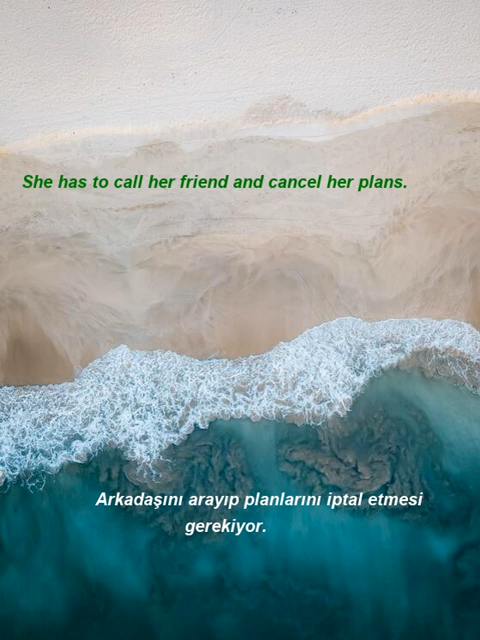 She has to call her friend and cancel her plans.
Arkadaşını arayıp planlarını iptal etmesi
gerekiyor.